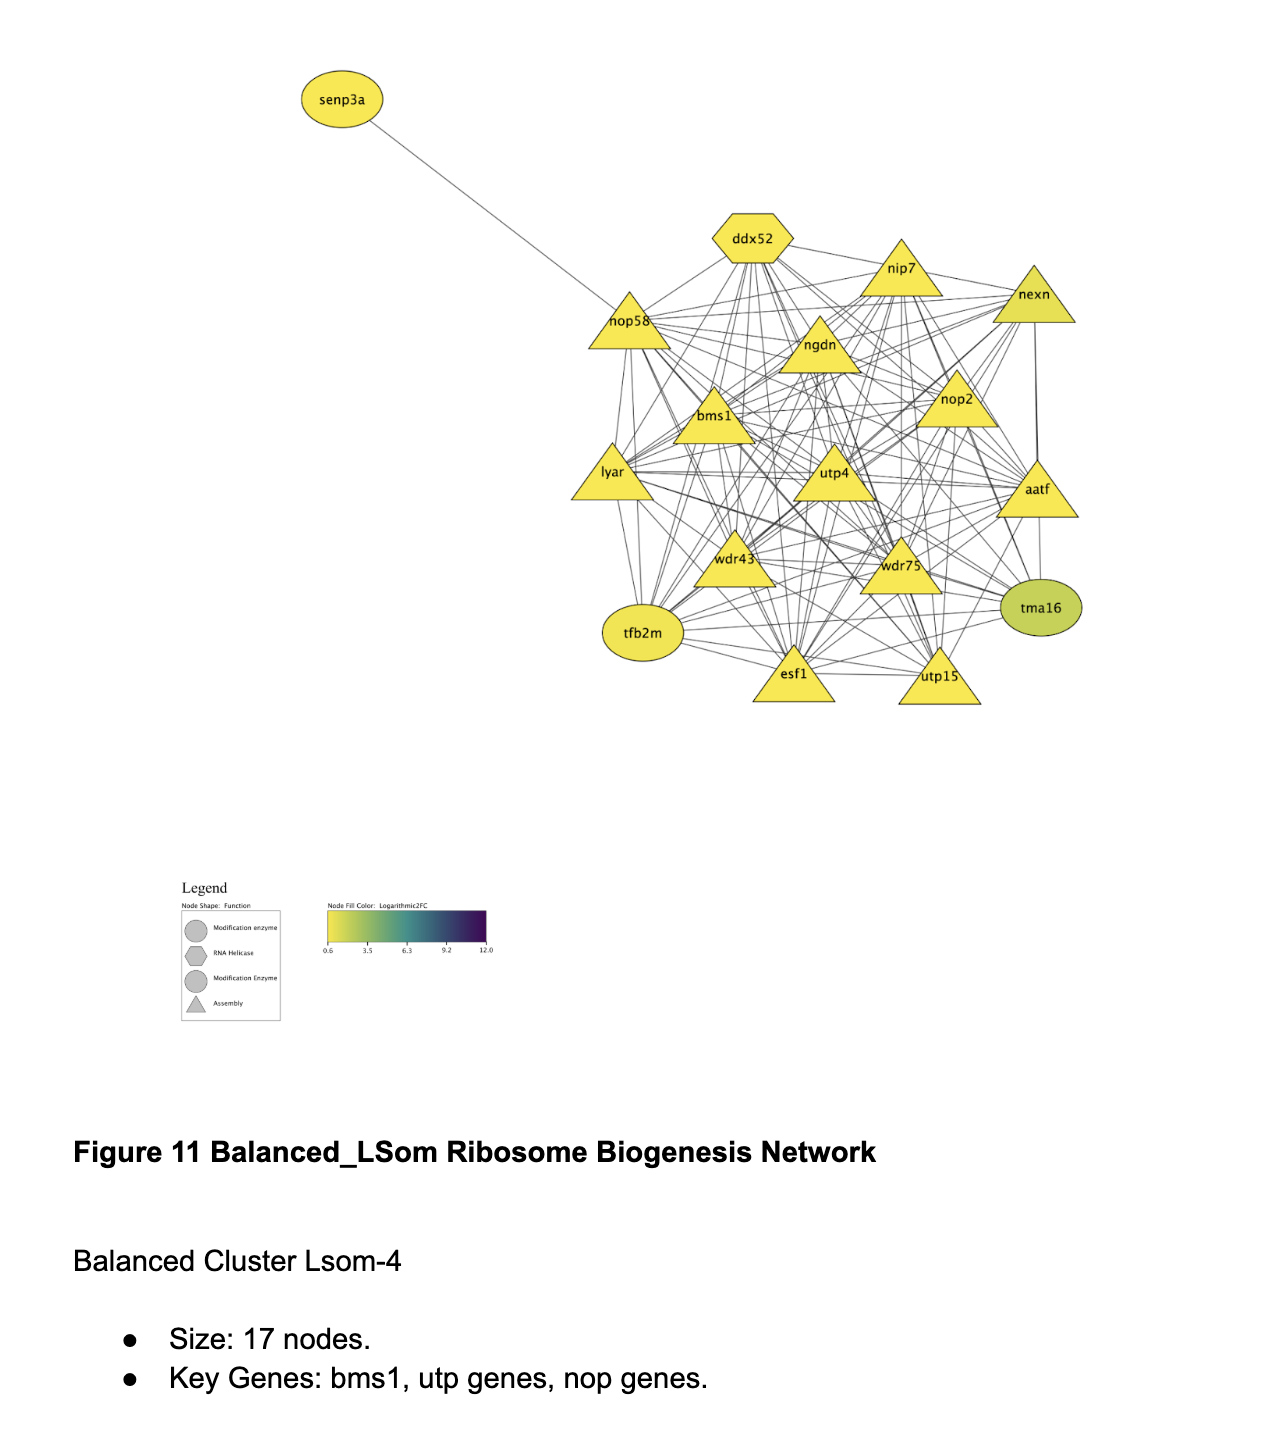 senp3a
ddx52
nip7
nexn
nop58
ngdn
nop2
bms1
lyar
utp4
aatf
wdr43
wdr75
tma16
tfb2m
esf1
utp15
Legend
Node Shape: Function
Modification enzyme
RNA Helicase
Modification Enzyme
Assembly
Node Fill Color: Logarithmic2FC
0.6 3.5 6.3 9.2 12.0
Figure 11 Balanced_LSom Ribosome Biogenesis Network
Balanced Cluster Lsom-4
● Size: 17 nodes.
● Key Genes: bms1, utp genes, nop genes.